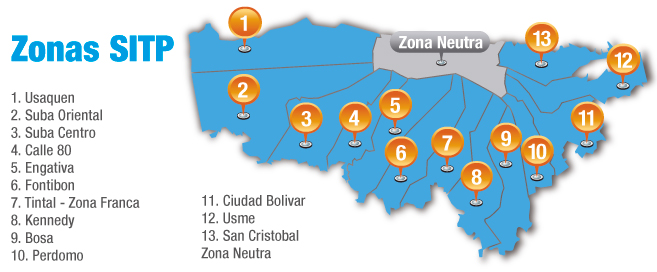 Zonas SITP
1. Usaquen
2. Suba Oriental
3. Suba Centro
4. Calle 80
5. Engativa
6. Fontibon
7. Tintal - Zona Franca
8. Kennedy
9. Bosa
10. Perdomo
11. Ciudad Bolivar
12. Usme
13. San Cristobal
Zona Neutra
1
Zona Neutra
13
12
2
3
4
5
11
6
7
9
10
8